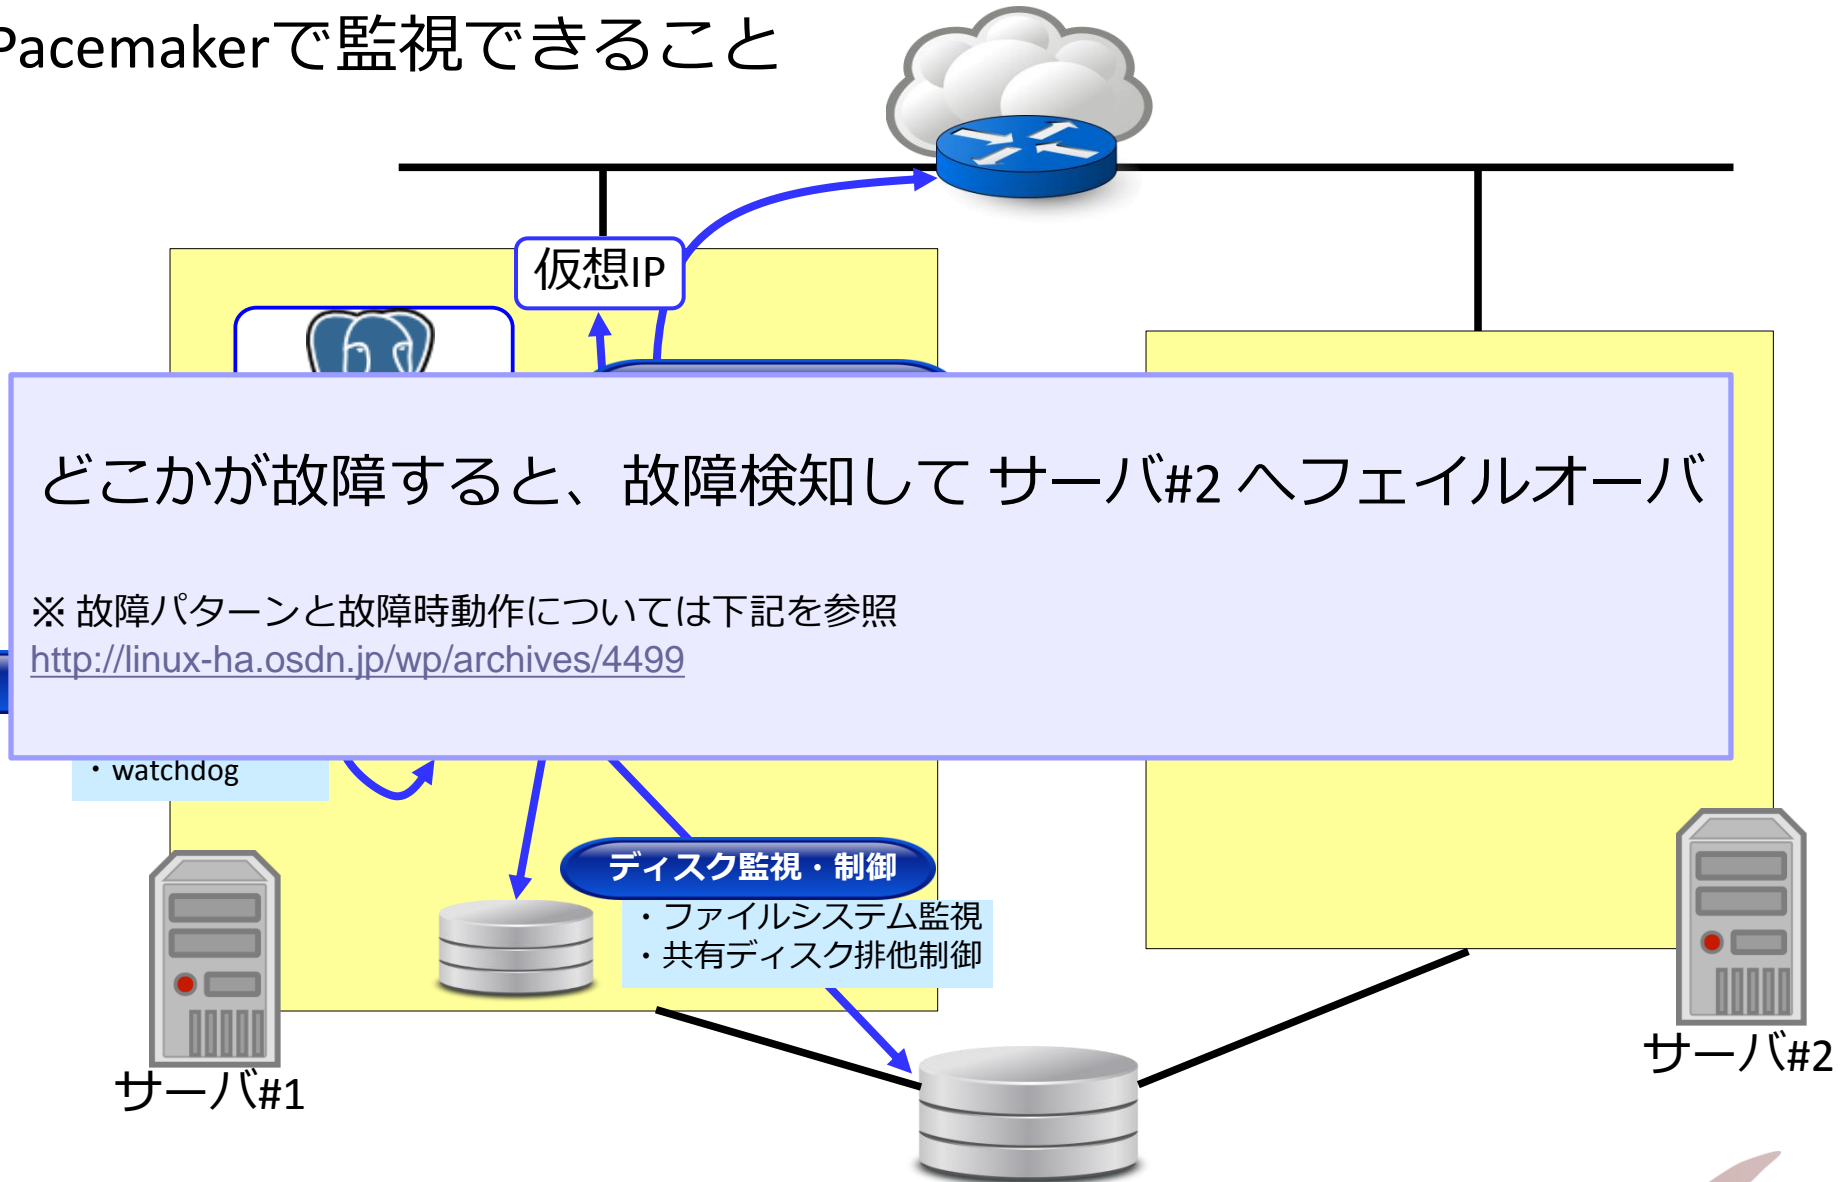 Pacemakerで監視できること
仮想IP
どこかが故障すると、故障検知して サーバ#2 へフェイルオーバ
※ 故障パターンと故障時動作については下記を参照
http://linux-ha.osdn.jp/wp/archives/4499
・watchdog
ディスク監視・制御
・ファイルシステム監視
・共有ディスク排他制御
サーバ#1
サーバ#2